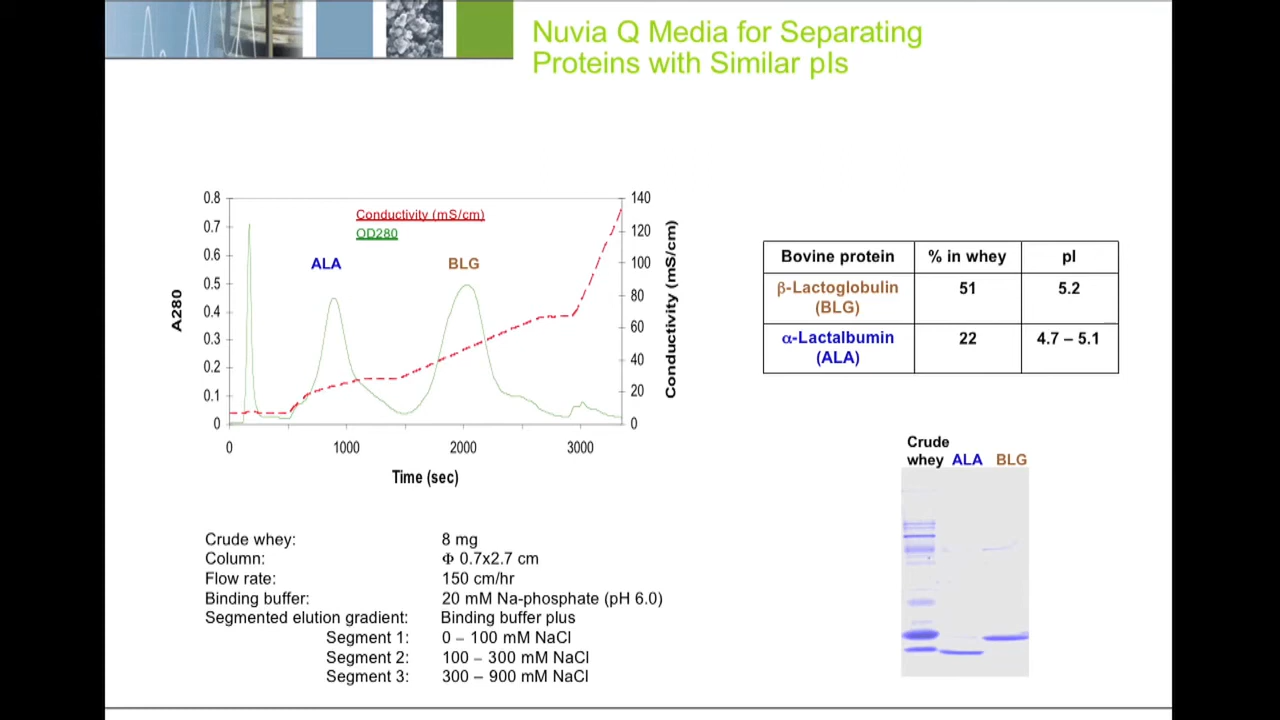 Nuvia Q Media for Separating
Proteins with Similar pIs
0.8
0.7
0.6
0.5
0.4
0.3
0.2
0.1
0
A280
Conductivity (mS/cm)
OD280
ALA
BLG
140
120
100
80
60
40
20
0
Conductivity (mS/cm)
0
1000
2000
3000
Time (sec)
Bovine protein % in whey pI
β-Lactoglobulin
(BLG)
51 5.2
α-Lactalbumin
(ALA)
22 4.7 – 5.1
Crude
whey ALA BLG
Crude whey: 8 mg
Column: Φ 0.7x2.7 cm
Flow rate: 150 cm/hr
Binding buffer: 20 mM Na-phosphate (pH 6.0)
Segmented elution gradient: Binding buffer plus
Segment 1: 0 – 100 mM NaCl
Segment 2: 100 – 300 mM NaCl
Segment 3: 300 – 900 mM NaCl